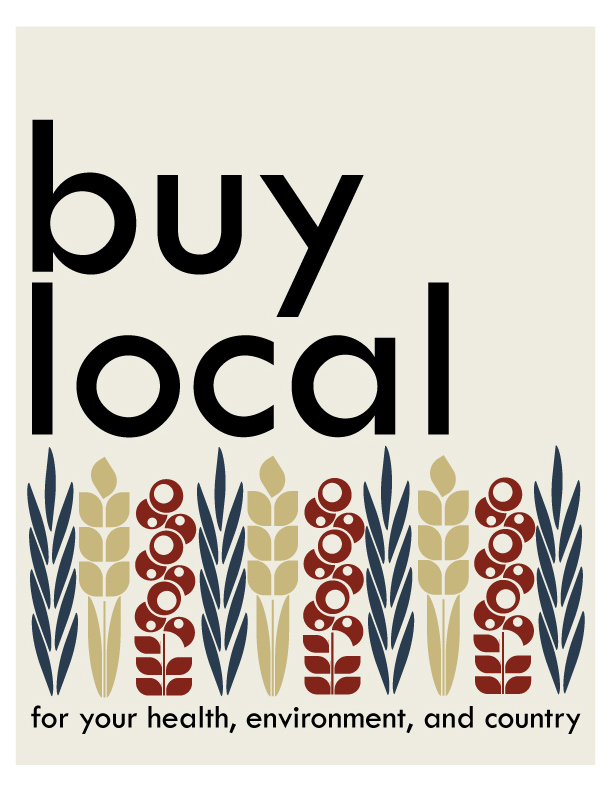 buy
local
for your health, environment, and country